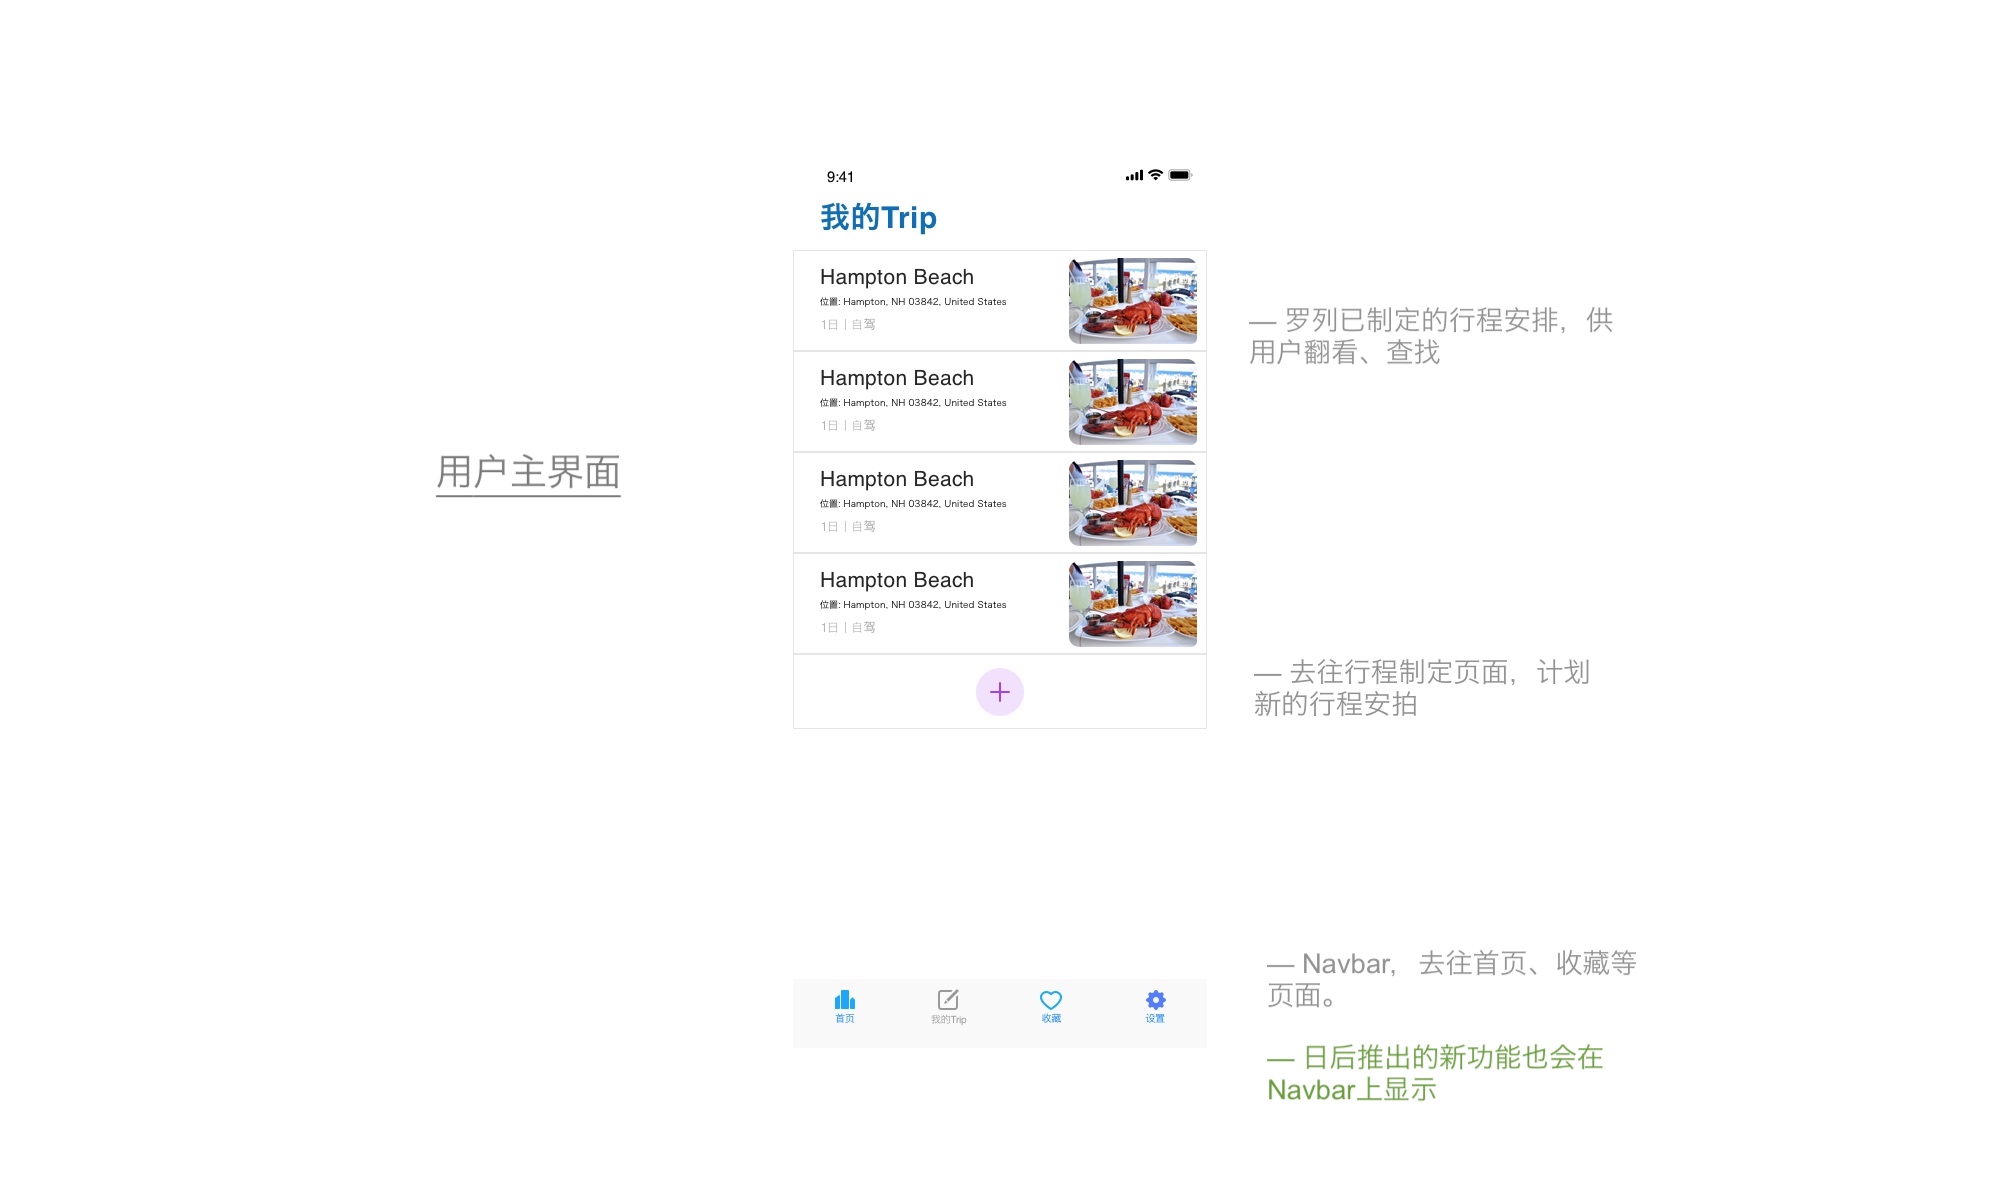 用户主界面
9:41
我的Trip
Hampton Beach
位置: Hampton, NH 03842, United States
1日 | 自驾
Hampton Beach
位置: Hampton, NH 03842, United States
1日 | 自驾
Hampton Beach
位置: Hampton, NH 03842, United States
1日 | 自驾
Hampton Beach
位置: Hampton, NH 03842, United States
1日 | 自驾
首页
我的Trip
收藏
设置
— 罗列已制定的行程安排，供
用户翻看、查找
— 去往行程制定页面，计划
新的行程安拍
— Navbar，去往首页、收藏等
页面。
— 日后推出的新功能也会在
Navbar上显示